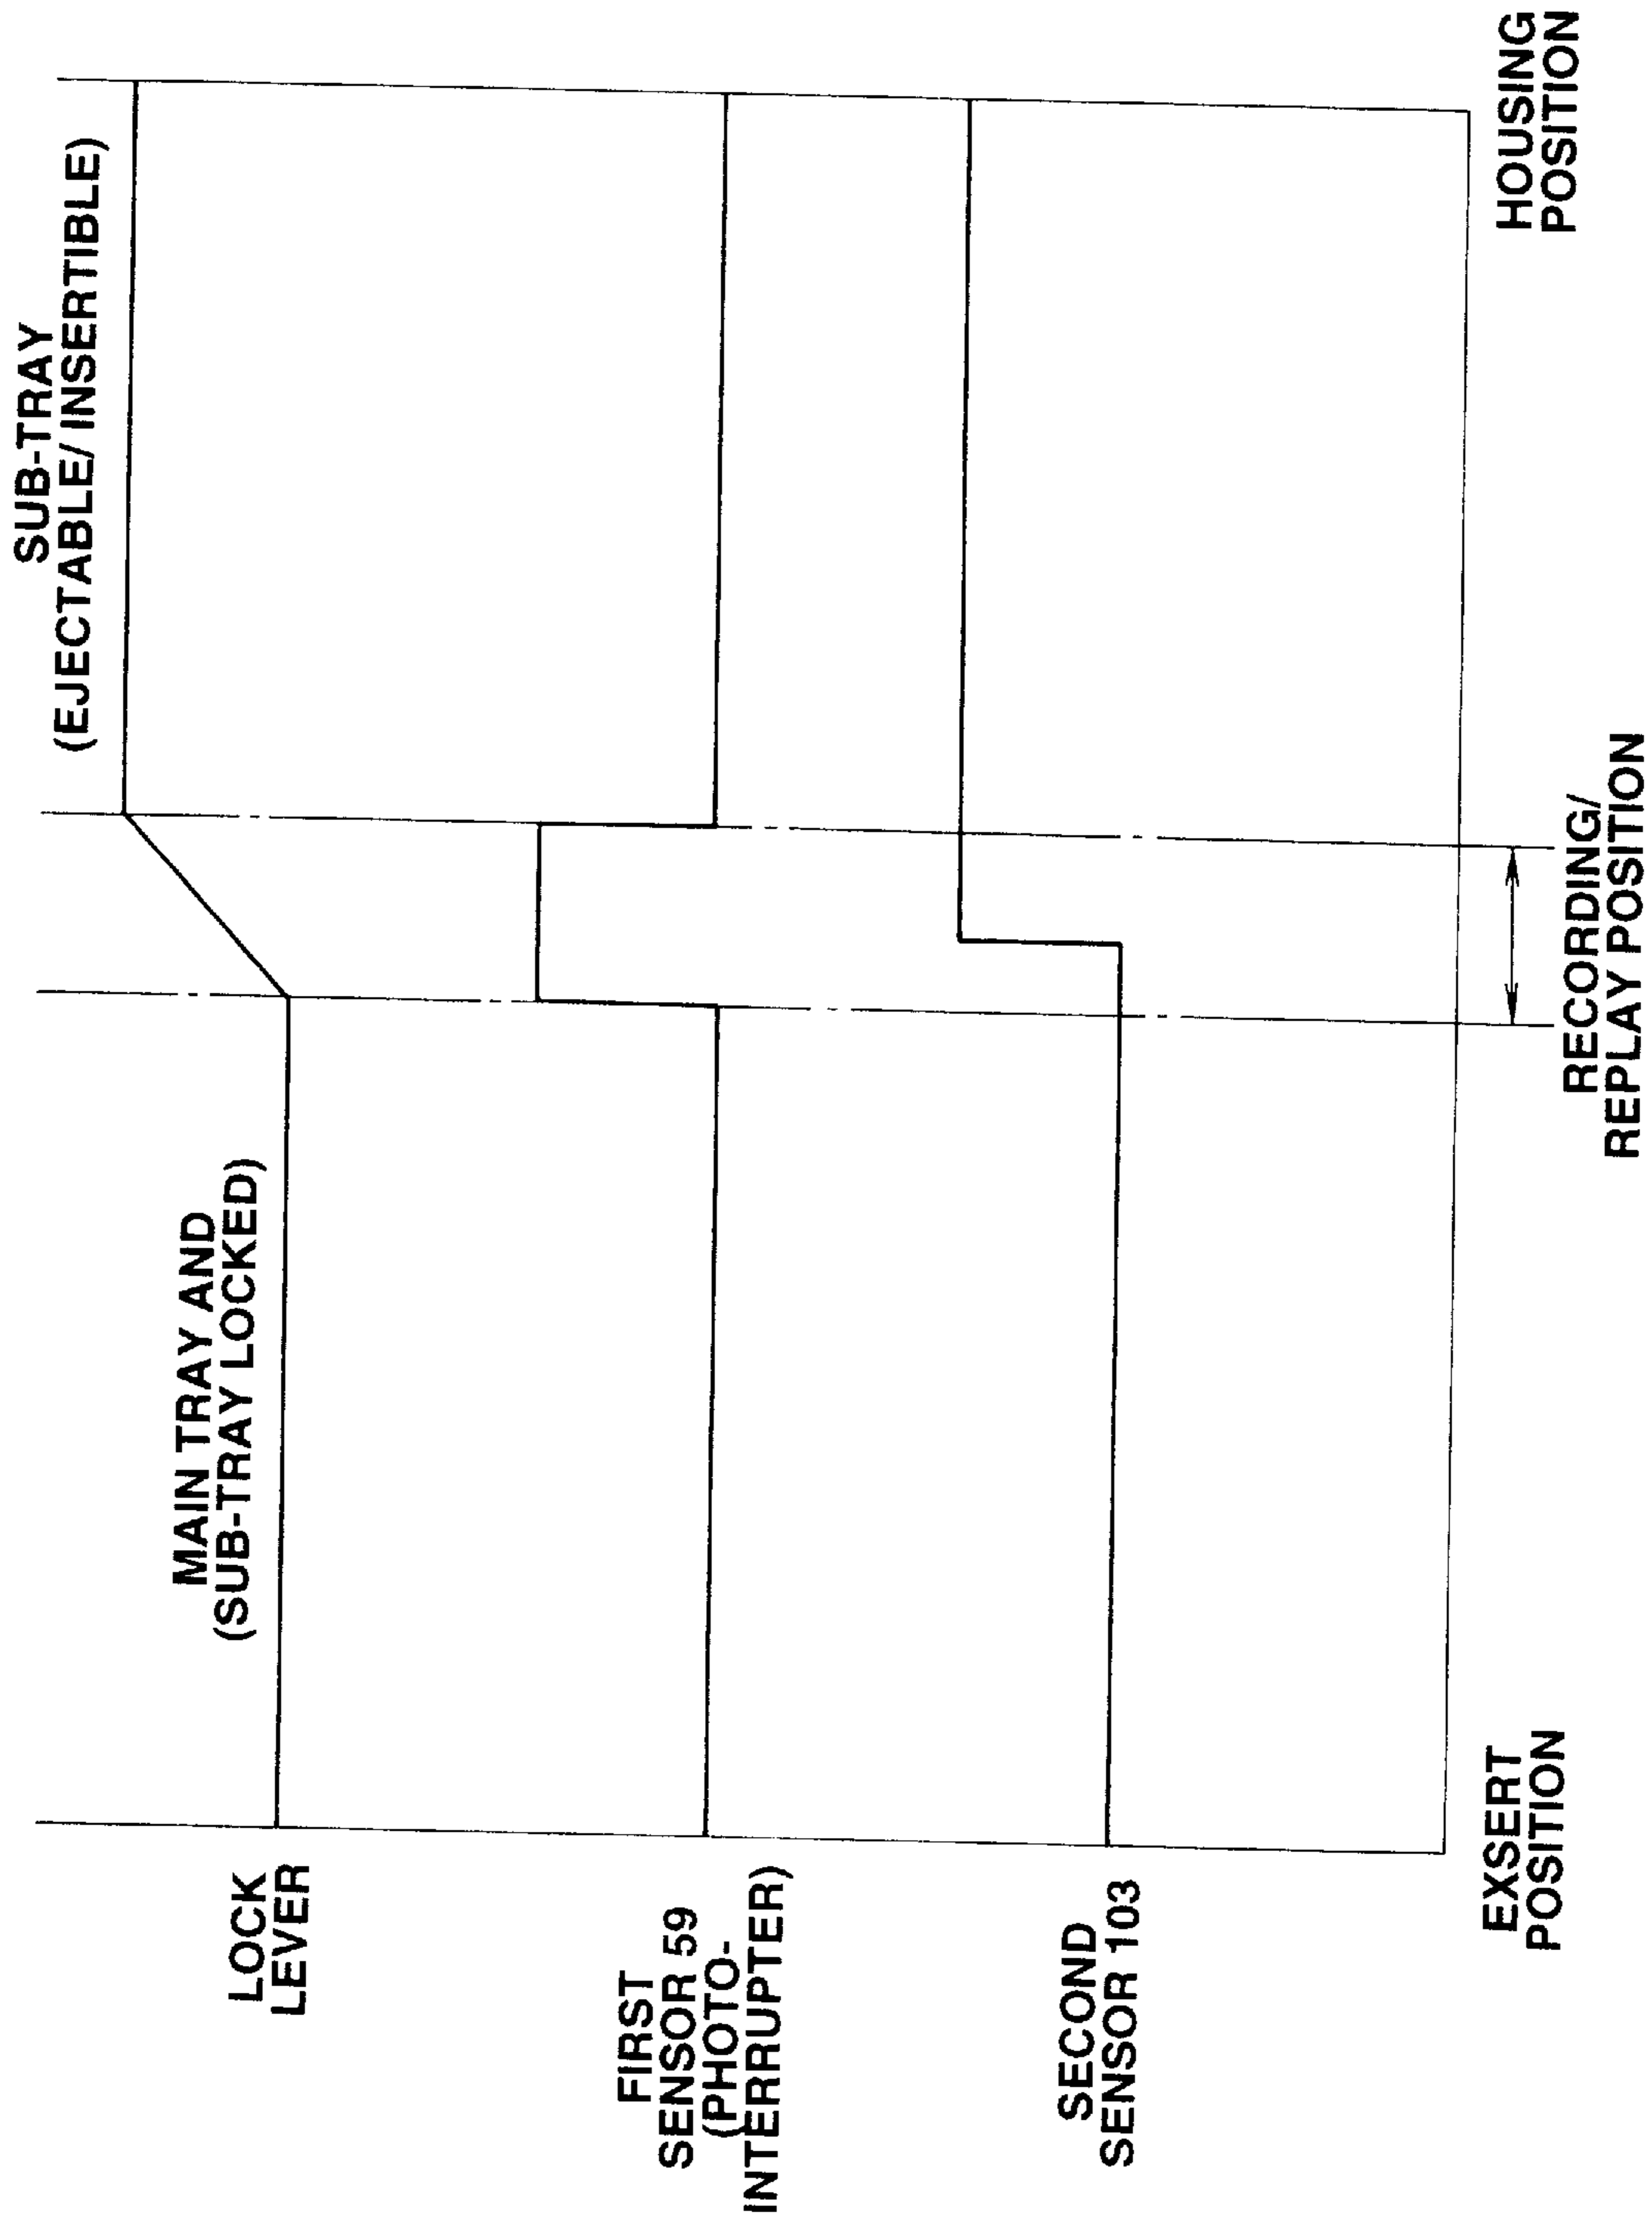 SUB-TRAY
(EJECTABLE/INSERTIBLE)
MAIN TRAY AND
(SUB-TRAY LOCKED)
LOCK
LEVER
FIRST
SENSOR 59
(PHOTO-
INTERRUPTER)
SECOND
SENSOR 103
EXSERT
POSITION
RECORDING/
REPLAY POSITION
HOUSING
POSITION